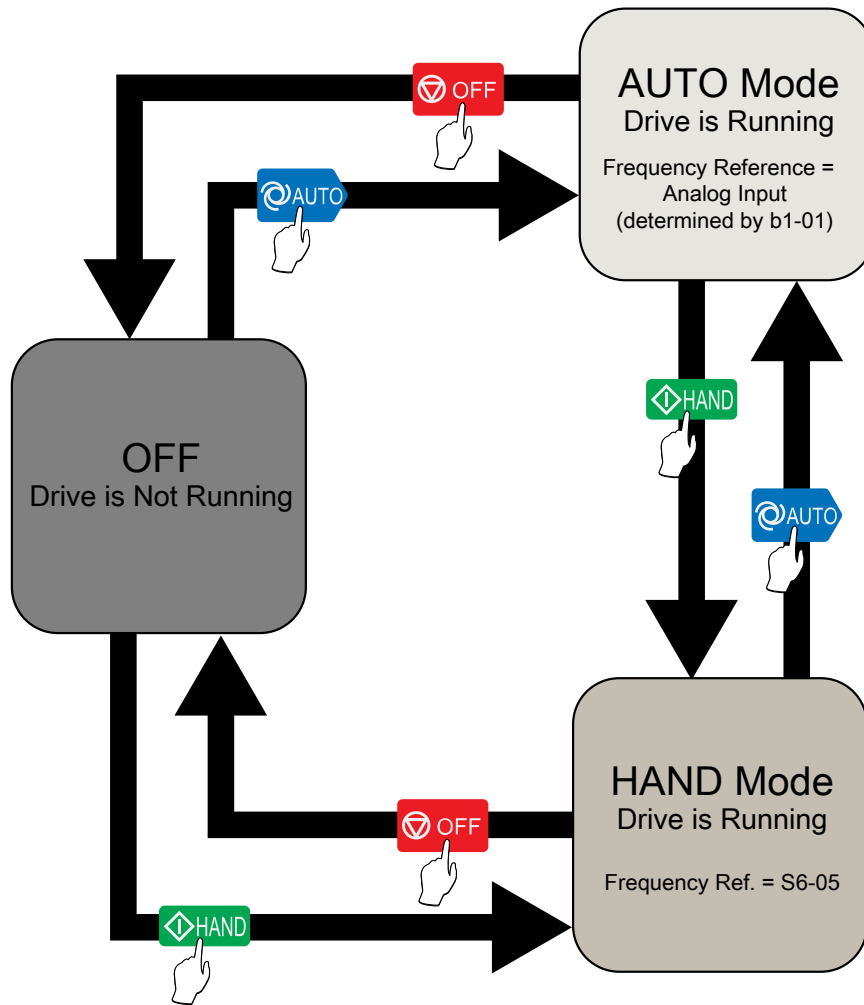 OFF
AUTO Mode
Drive is Running
Frequency Reference =
Analog Input
(determined by b1-01)
AUTO
HAND
OFF
Drive is Not Running
AUTO
HAND Mode
Drive is Running
Frequency Ref. = S6-05
OFF
HAND